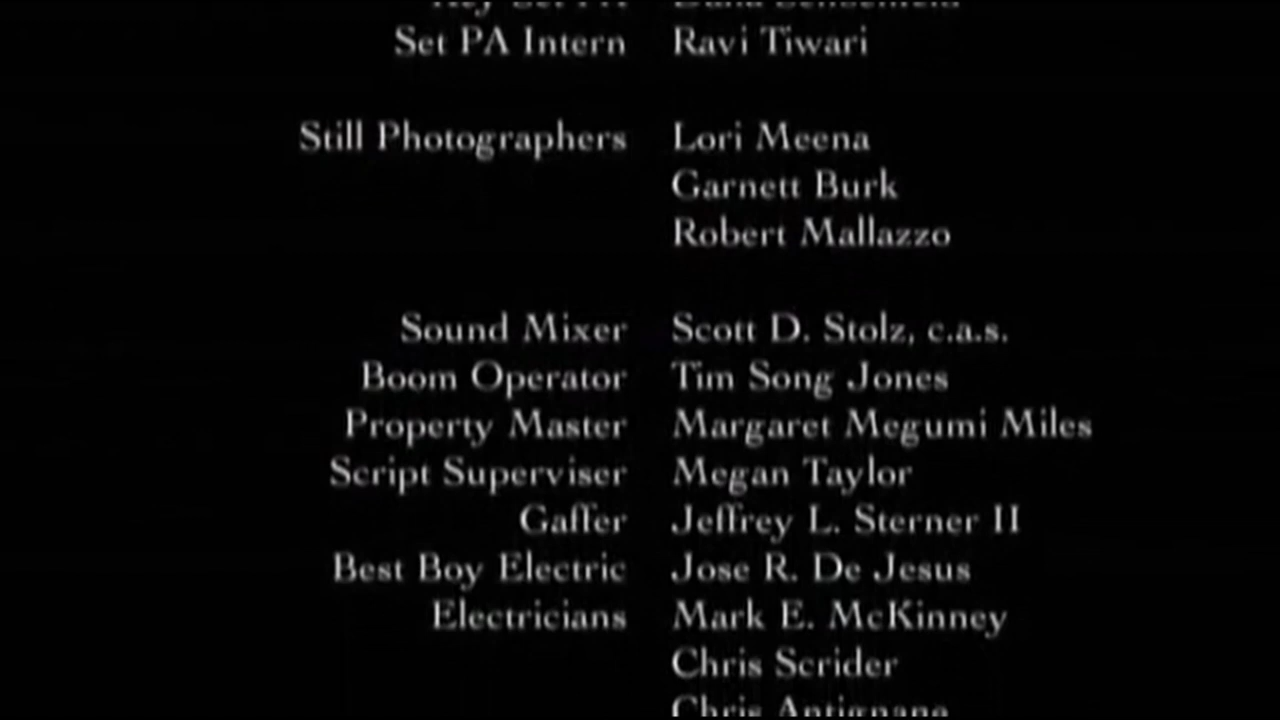 Set PA Intern Ravi Tiwari
Still Photographers Lori Meena
Garnett Burk
Robert Mallazzo
Sound Mixer Scott D. Stolz, c.a.s.
Boom Operator Tim Song Jones
Property Master Margaret Megumi Miles
Script Superviser Megan Taylor
Gaffer Jeffrey L. Sterner II
Best Boy Electric Jose R. De Jesus
Electricians Mark E. McKinney
Chris Scrider
Chris Antignane